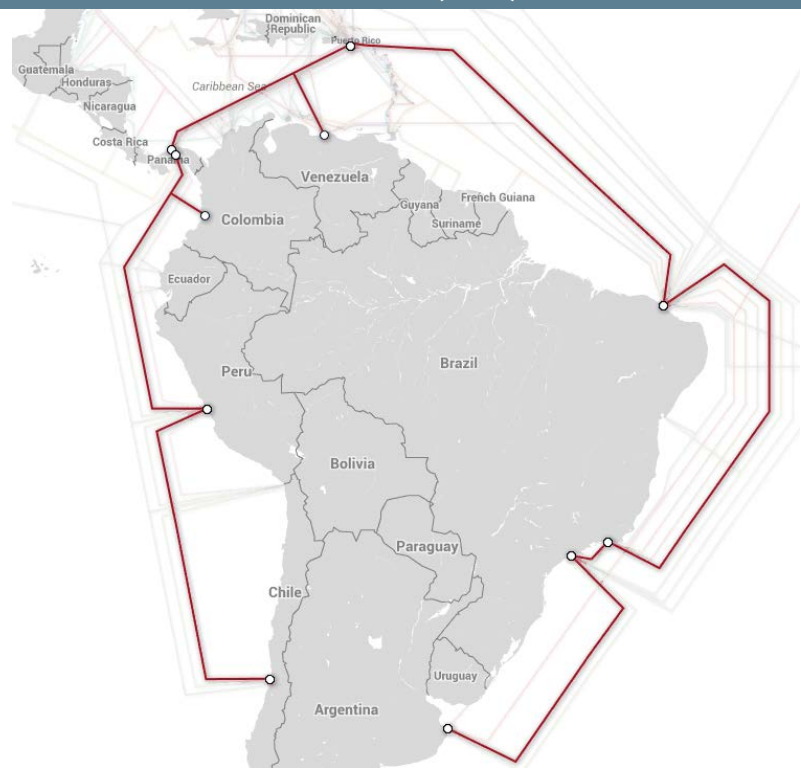 Dominican
Republic
Puerto Rico
Guatemala
Honduras
Caribbean Sea
Nicaragua
Costa Rica
Panama
Venezuela
Guyana
French Guiana
Suriname
Colombia
Ecuador
Peru
Brazil
Bolivia
Paraguay
Chile
Uruguay
Argentina